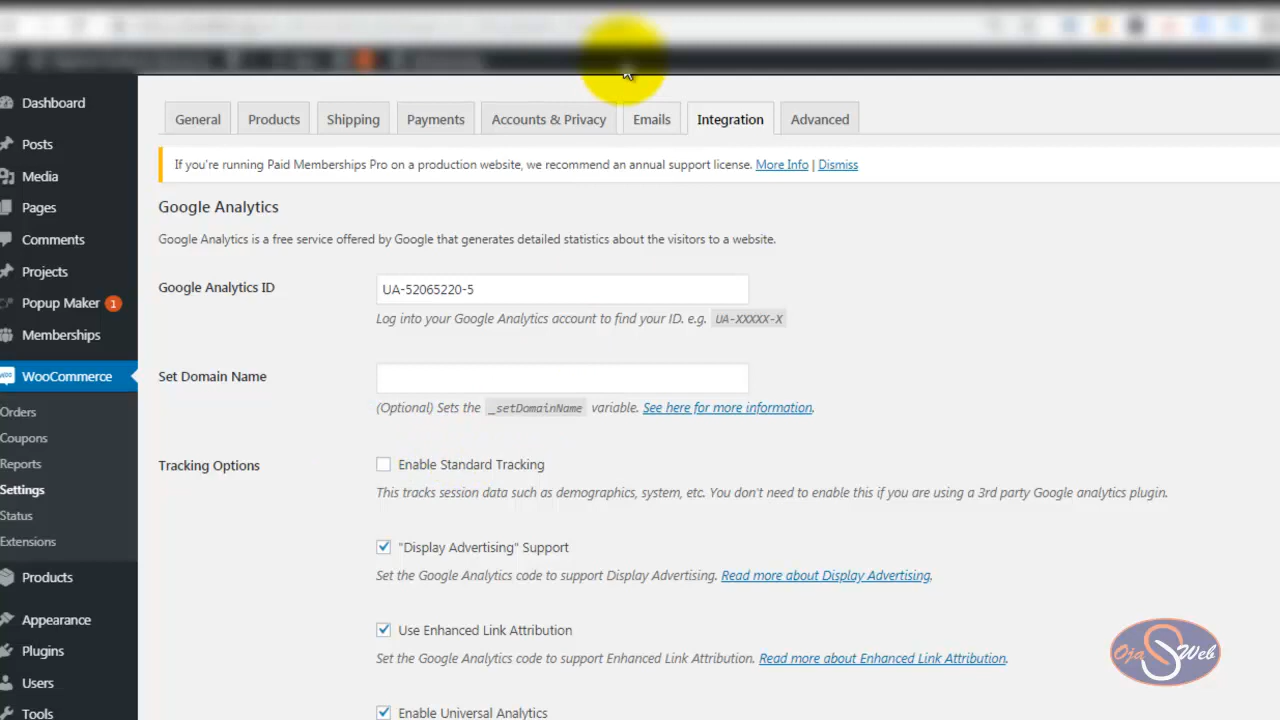 General
Products
Shipping
Payments
Accounts & Privacy
Emails
Integration
Advanced
If you're running Paid Memberships Pro on a production website, we recommend an annual support license. More Info | Dismiss
Google Analytics
Google Analytics is a free service offered by Google that generates detailed statistics about the visitors to a website.
Google Analytics ID
UA-52065220-5
Log into your Google Analytics account to find your ID. e.g. UA-XXXXX-X
Set Domain Name
(Optional) Sets the _setDomainName variable. See here for more information.
Tracking Options
Enable Standard Tracking
This tracks session data such as demographics, system, etc. You don't need to enable this if you are using a 3rd party Google analytics plugin.
"Display Advertising" Support
Set the Google Analytics code to support Display Advertising. Read more about Display Advertising.
Use Enhanced Link Attribution
Set the Google Analytics code to support Enhanced Link Attribution. Read more about Enhanced Link Attribution.
Enable Universal Analytics
Dashboard
Posts
Media
Pages
Comments
Projects
Popup Maker 1
Memberships
WooCommerce
Orders
Coupons
Reports
Settings
Status
Extensions
Products
Appearance
Plugins
Users
Tools
OjaSWeb